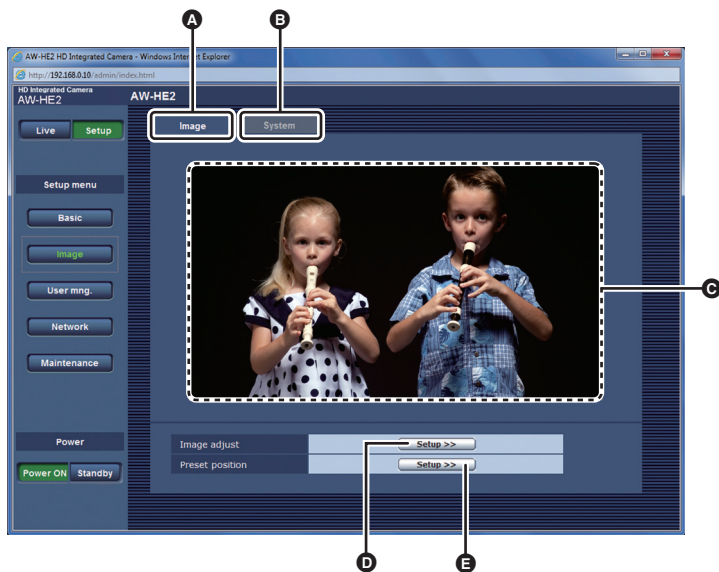 A
B
AW-HE2 HD Integrated Camera - Windows Internet Explorer
http://192.168.0.10/admin/index.html
HD Integrated Camera
AW-HE2
AW-HE2
Live
Setup
Image
System
Setup menu
Basic
Image
User mng.
Network
Maintenance
C
Power
Power ON
Standby
Image adjust
Setup >>
Preset position
Setup >>
D
E